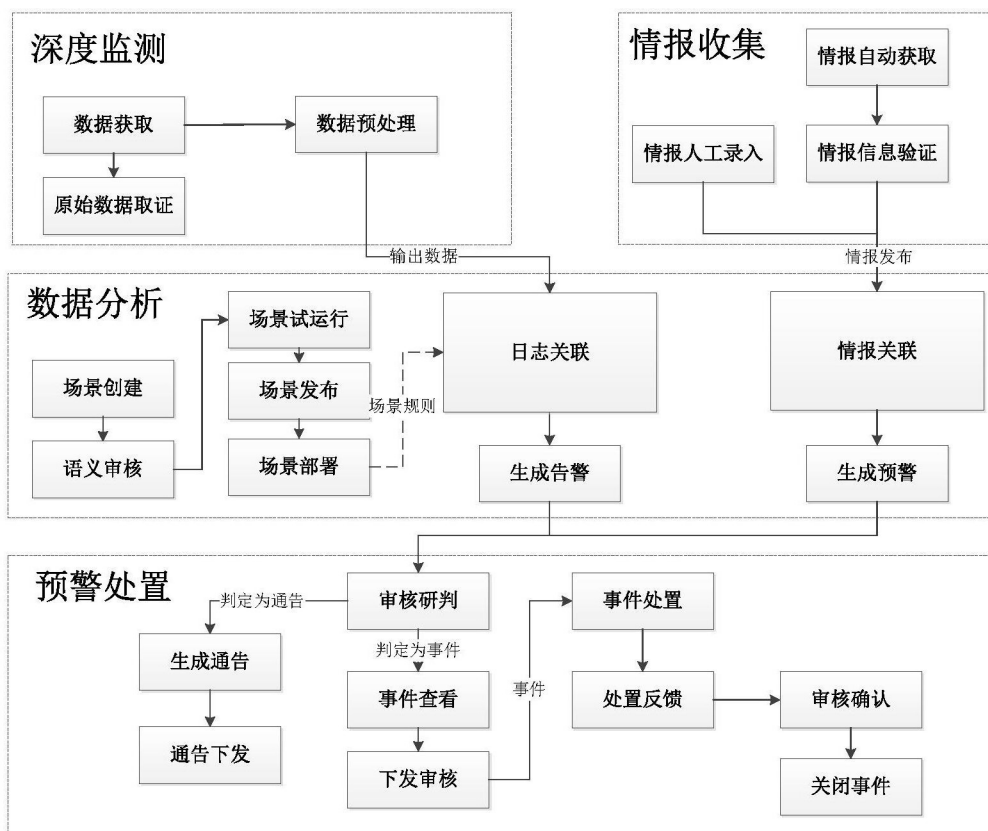 深度监测
数据获取
数据预处理
原始数据取证
情报收集
情报自动获取
情报人工录入
情报信息验证
输出数据
情报发布
数据分析
场景试运行
场景创建
场景发布
语义审核
场景部署
场景规则
日志关联
情报关联
生成告警
生成预警
预警处置
判定为通告
审核研判
事件处置
判定为事件
生成通告
事件查看
事件
处置反馈
审核确认
通告下发
下发审核
关闭事件